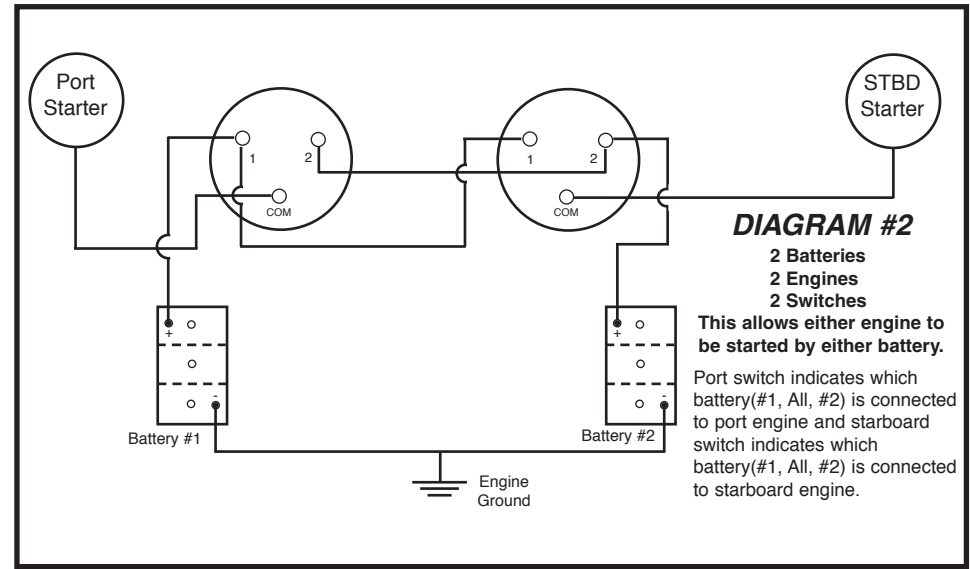 Port
Starter
STBD
Starter
1
2
COM
1
2
COM
DIAGRAM #2
2 Batteries
2 Engines
2 Switches
This allows either engine to
be started by either battery.
Port switch indicates which
battery(#1, All, #2) is connected
to port engine and starboard
switch indicates which
battery(#1, All, #2) is connected
to starboard engine.
+
-
Battery #1
+
-
Battery #2
Engine
Ground